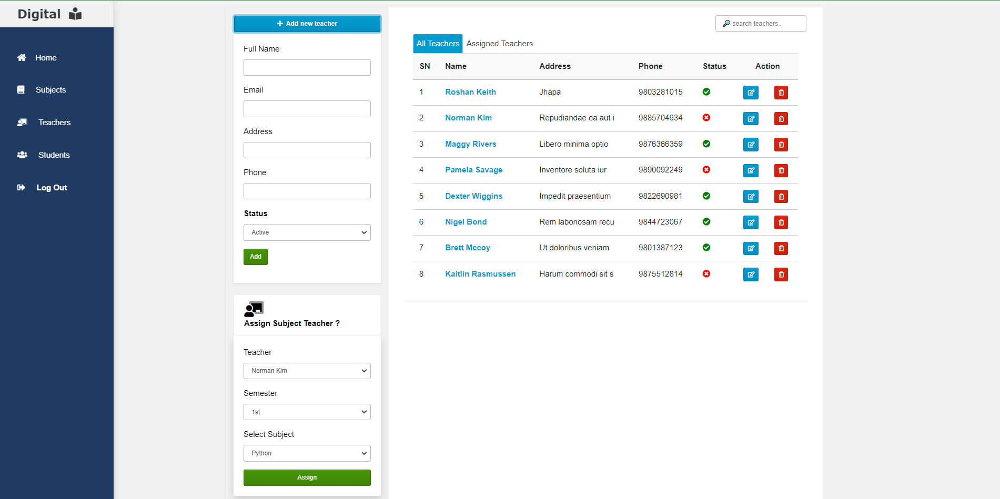 Digital
Home
Subjects
Teachers
Students
Log Out
Add new teacher
Full Name
Email
Address
Phone
Status
Active
Add
Assign Subject Teacher ?
Teacher
Norman Kim
Semester
1st
Select Subject
Python
Assign
search teachers..
All Teachers Assigned Teachers
SN Name Address Phone Status Action
1 Roshan Keith Jhapa 9803281015
2 Norman Kim Repudiandae ea aut i 9885704634
3 Maggy Rivers Libero minima optio 9876366359
4 Pamela Savage Inventore soluta iur 9890092249
5 Dexter Wiggins Impedit praesentium 9822690981
6 Nigel Bond Rem laboriosam recu 9844723067
7 Brett Mccoy Ut doloribus veniam 9801387123
8 Kaitlin Rasmussen Harum commodi sit s 9875512814